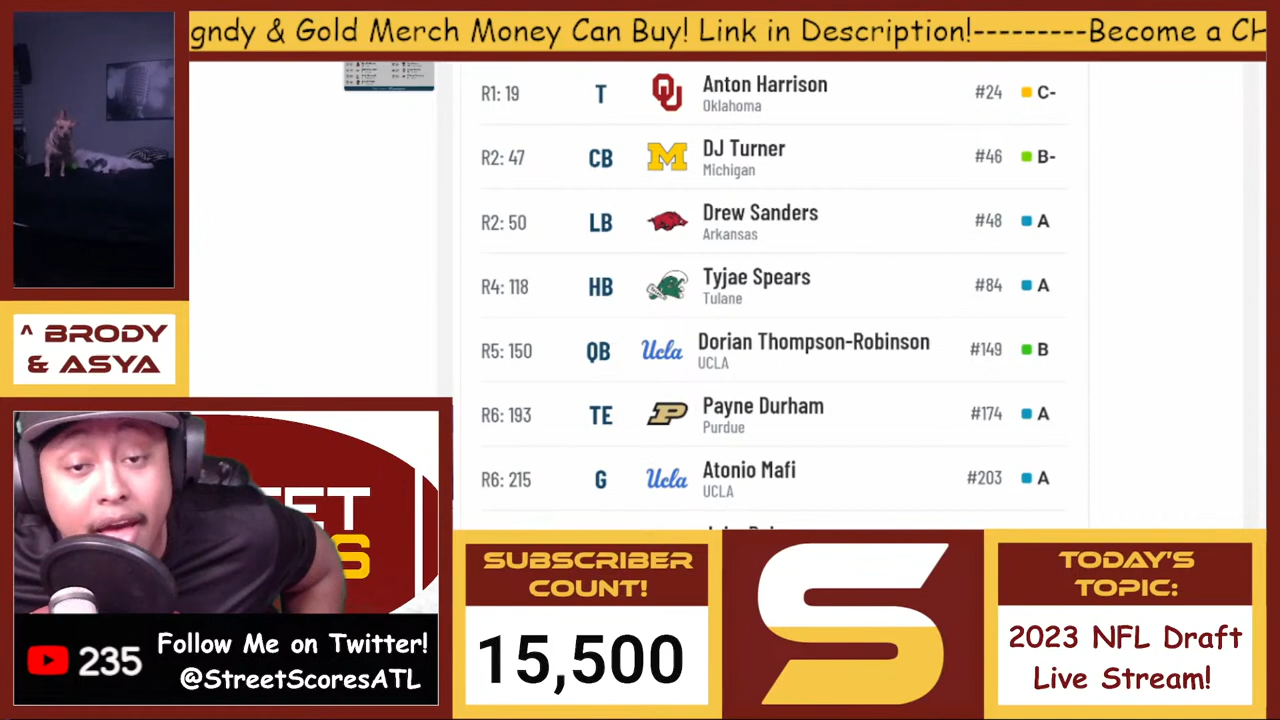 gndy & Gold Merch Money Can Buy! Link in Description!---------Become a CH
R1: 19 T OU Anton Harrison #24 C-
Oklahoma
R2: 47 CB M DJ Turner #46 B-
Michigan
R2: 50 LB Drew Sanders #48 A
Arkansas
R4: 118 HB Tyjae Spears #84 A
Tulane
R5: 150 QB Ucla Dorian Thompson-Robinson #149 B
UCLA
R6: 193 TE P Payne Durham #174 A
Purdue
R6: 215 G Ucla Atonio Mafi #203 A
UCLA
^ BRODY
& ASYA
235
Follow Me on Twitter!
@StreetScoresATL
SUBSCRIBER
COUNT!
15,500
S
TODAY'S
TOPIC:
2023 NFL Draft
Live Stream!